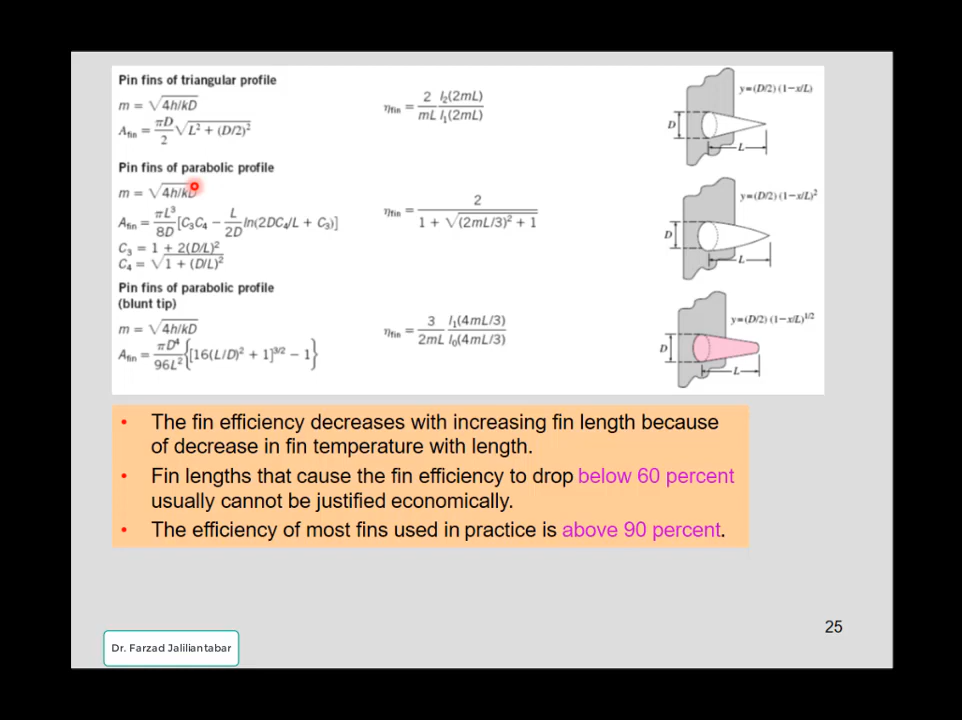 Pin fins of triangular profile
m = √4h/kD
A_fin = πD/2 √L² + (D/2)²
η_fin = 2/mL I₂(2mL)/I₁(2mL)
y=(D/2) (1−x/L)
D
L
Pin fins of parabolic profile
m = √4h/kD
A_fin = πL³/8D [C₃C₄ − L/2D ln(2DC₄/L + C₃)]
C₃ = 1 + 2(D/L)²
C₄ = √1 + (D/L)²
η_fin = 2/1 + √(2mL/3)² + 1
y=(D/2) (1−x/L)²
D
L
Pin fins of parabolic profile
(blunt tip)
m = √4h/kD
A_fin = πD⁴/96L² {[16(L/D)² + 1]^3/2 − 1}
η_fin = 3/2mL I₁(4mL/3)/I₀(4mL/3)
y=(D/2) (1−x/L)^1/2
D
L
• The fin efficiency decreases with increasing fin length because
of decrease in fin temperature with length.
• Fin lengths that cause the fin efficiency to drop below 60 percent
usually cannot be justified economically.
• The efficiency of most fins used in practice is above 90 percent.
25
Dr. Farzad Jaliliantabar